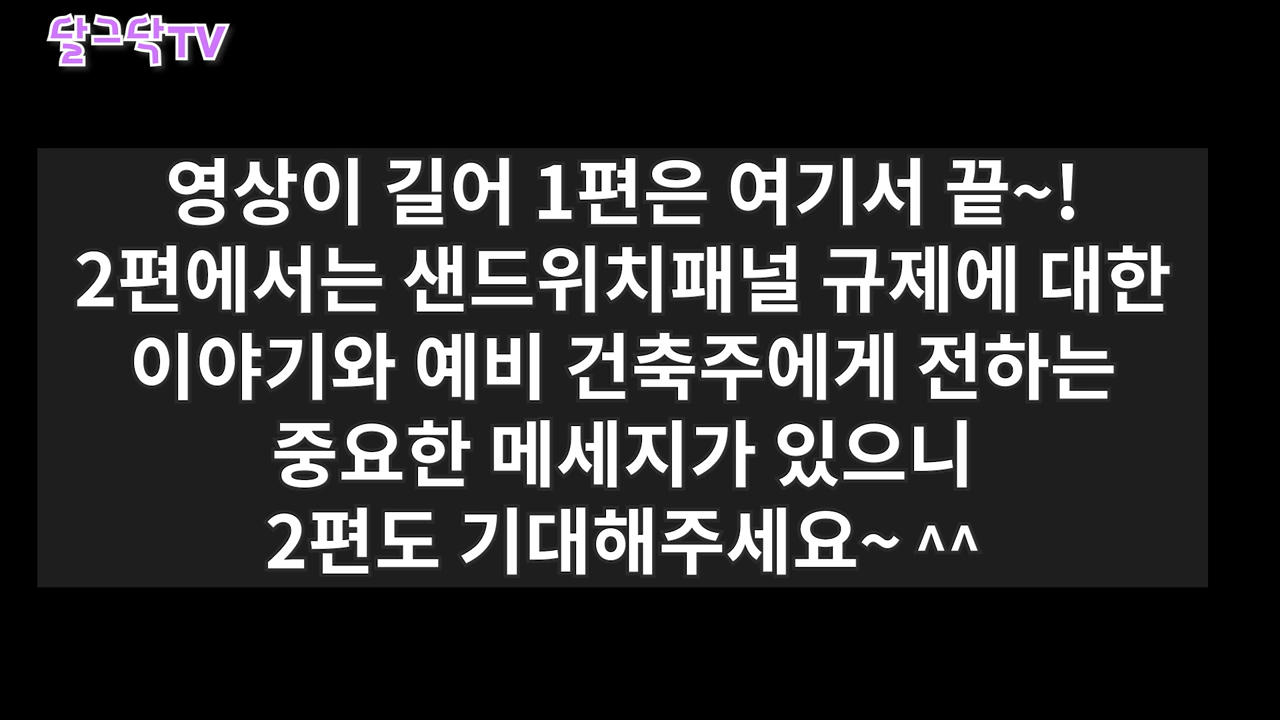 달그닥TV
영상이 길어 1편은 여기서 끝~!
2편에서는 샌드위치패널 규제에 대한
이야기와 예비 건축주에게 전하는
중요한 메세지가 있으니
2편도 기대해주세요~ ^^